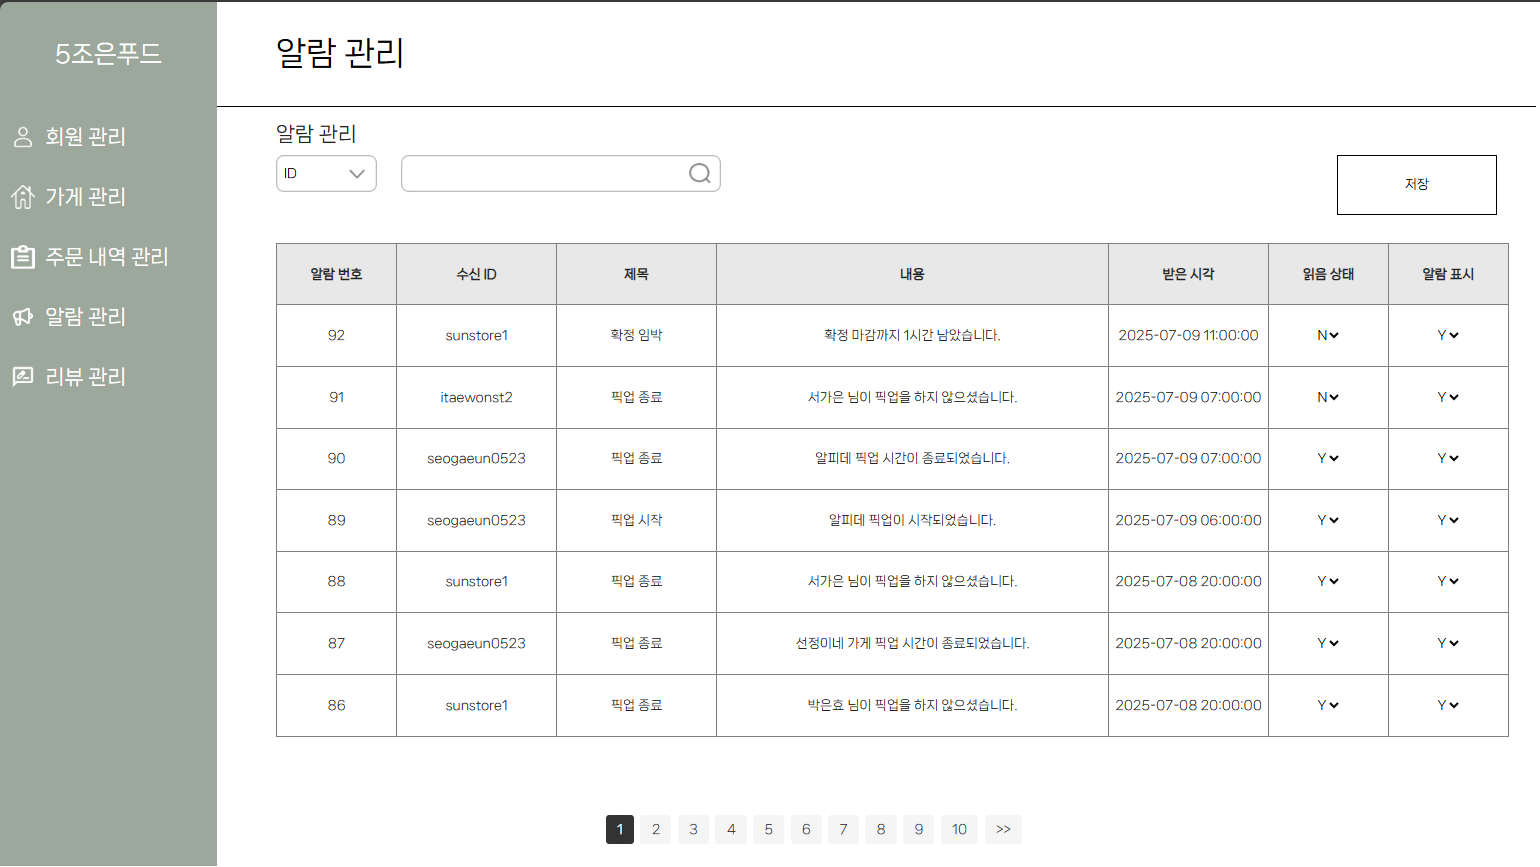 5조은푸드
회원 관리
가게 관리
주문 내역 관리
알람 관리
리뷰 관리
알람 관리
알람 관리
ID
저장
알람 번호 수신 ID 제목 내용 받은 시각 읽음 상태 알람 표시
92 sunstore1 확정 임박 확정 마감까지 1시간 남았습니다. 2025-07-09 11:00:00 N Y
91 itaewonst2 픽업 종료 서가은 님이 픽업을 하지 않으셨습니다. 2025-07-09 07:00:00 N Y
90 seogaeun0523 픽업 종료 알피데 픽업 시간이 종료되었습니다. 2025-07-09 07:00:00 Y Y
89 seogaeun0523 픽업 시작 알피데 픽업이 시작되었습니다. 2025-07-09 06:00:00 Y Y
88 sunstore1 픽업 종료 서가은 님이 픽업을 하지 않으셨습니다. 2025-07-08 20:00:00 Y Y
87 seogaeun0523 픽업 종료 선정이네 가게 픽업 시간이 종료되었습니다. 2025-07-08 20:00:00 Y Y
86 sunstore1 픽업 종료 박은효 님이 픽업을 하지 않으셨습니다. 2025-07-08 20:00:00 Y Y
1 2 3 4 5 6 7 8 9 10 >>